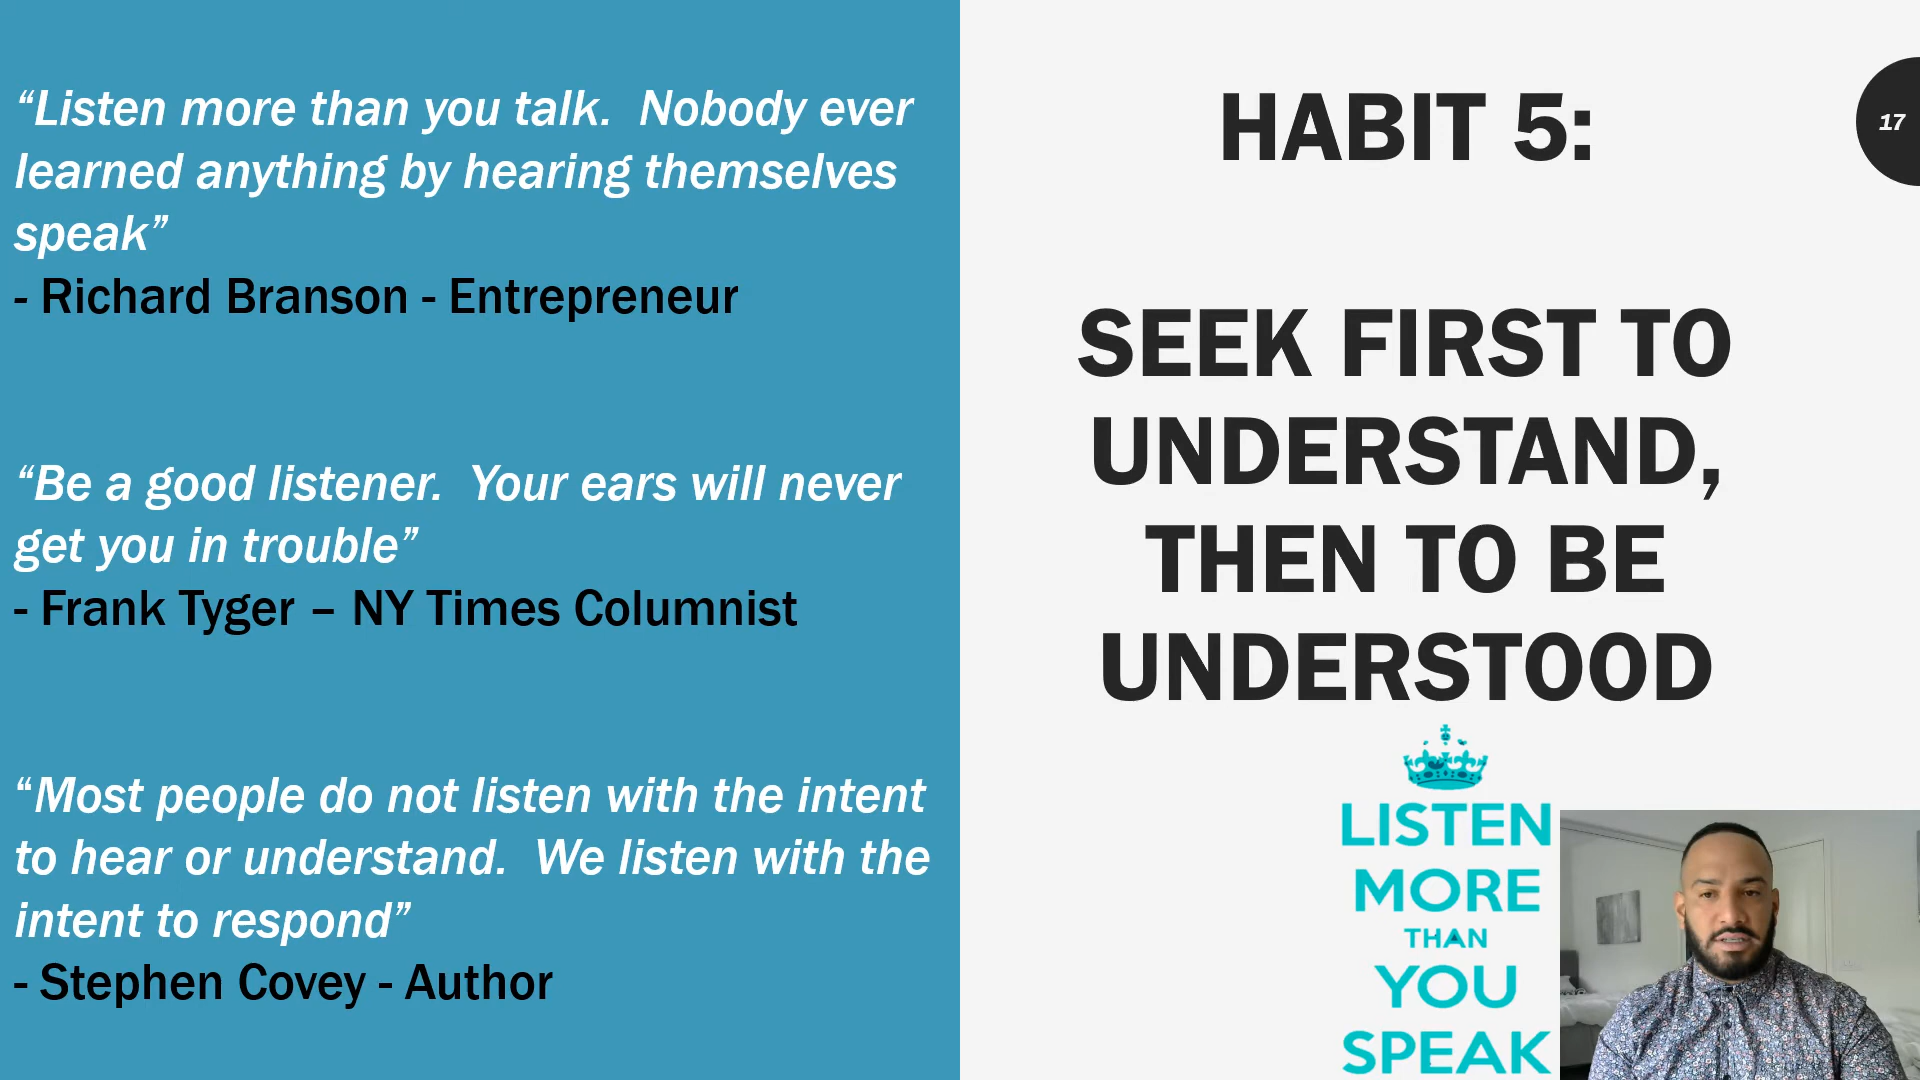 “Listen more than you talk.  Nobody ever
learned anything by hearing themselves
speak”
- Richard Branson - Entrepreneur
“Be a good listener.  Your ears will never
get you in trouble”
- Frank Tyger – NY Times Columnist
“Most people do not listen with the intent
to hear or understand.  We listen with the
intent to respond”
- Stephen Covey - Author
HABIT 5:
SEEK FIRST TO
UNDERSTAND,
THEN TO BE
UNDERSTOOD
17
LISTEN
MORE
THAN
YOU
SPEAK